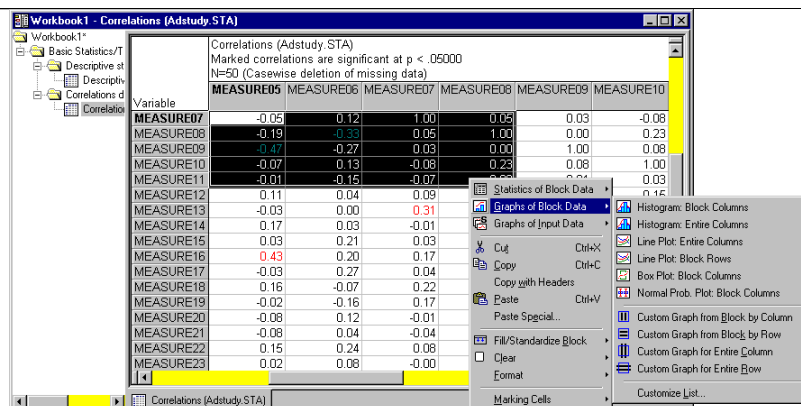 Workbook1 - Correlations (Adstudy.STA)
Workbook1*
Basic Statistics/T
Descriptive st
Descriptiv
Correlations d
Correlation
Correlations (Adstudy.STA)
Marked correlations are significant at p < .05000
N=50 (Casewise deletion of missing data)
Variable MEASURE05 MEASURE06 MEASURE07 MEASURE08 MEASURE09 MEASURE10
MEASURE07 -0.05 0.12 1.00 0.05 0.03 -0.08
MEASURE08 -0.19 -0.33 0.05 1.00 0.00 0.23
MEASURE09 -0.47 -0.27 0.03 0.00 1.00 0.08
MEASURE10 -0.07 0.13 -0.08 0.23 0.08 1.00
MEASURE11 -0.01 -0.15 -0.07 0.03
MEASURE12 0.11 0.04 0.09 0.15
MEASURE13 -0.03 0.00 0.31
MEASURE14 0.17 0.03 -0.01
MEASURE15 0.03 0.21 0.03
MEASURE16 0.43 0.20 0.17
MEASURE17 -0.03 0.27 0.04
MEASURE18 0.16 -0.07 0.22
MEASURE19 -0.02 -0.16 0.17
MEASURE20 -0.08 0.12 -0.01
MEASURE21 -0.08 0.04 -0.04
MEASURE22 0.15 0.24 0.08
MEASURE23 0.02 0.08 -0.00
Correlations (Adstudy.STA)
Statistics of Block Data
Graphs of Block Data
Graphs of Input Data
Cut Ctrl+X
Copy Ctrl+C
Copy with Headers
Paste Ctrl+V
Paste Special...
Fill/Standardize Block
Clear
Format
Marking Cells
Histogram: Block Columns
Histogram: Entire Columns
Line Plot: Entire Columns
Line Plot: Block Rows
Box Plot: Block Columns
Normal Prob. Plot: Block Columns
Custom Graph from Block by Column
Custom Graph from Block by Row
Custom Graph for Entire Column
Custom Graph for Entire Row
Customize List...